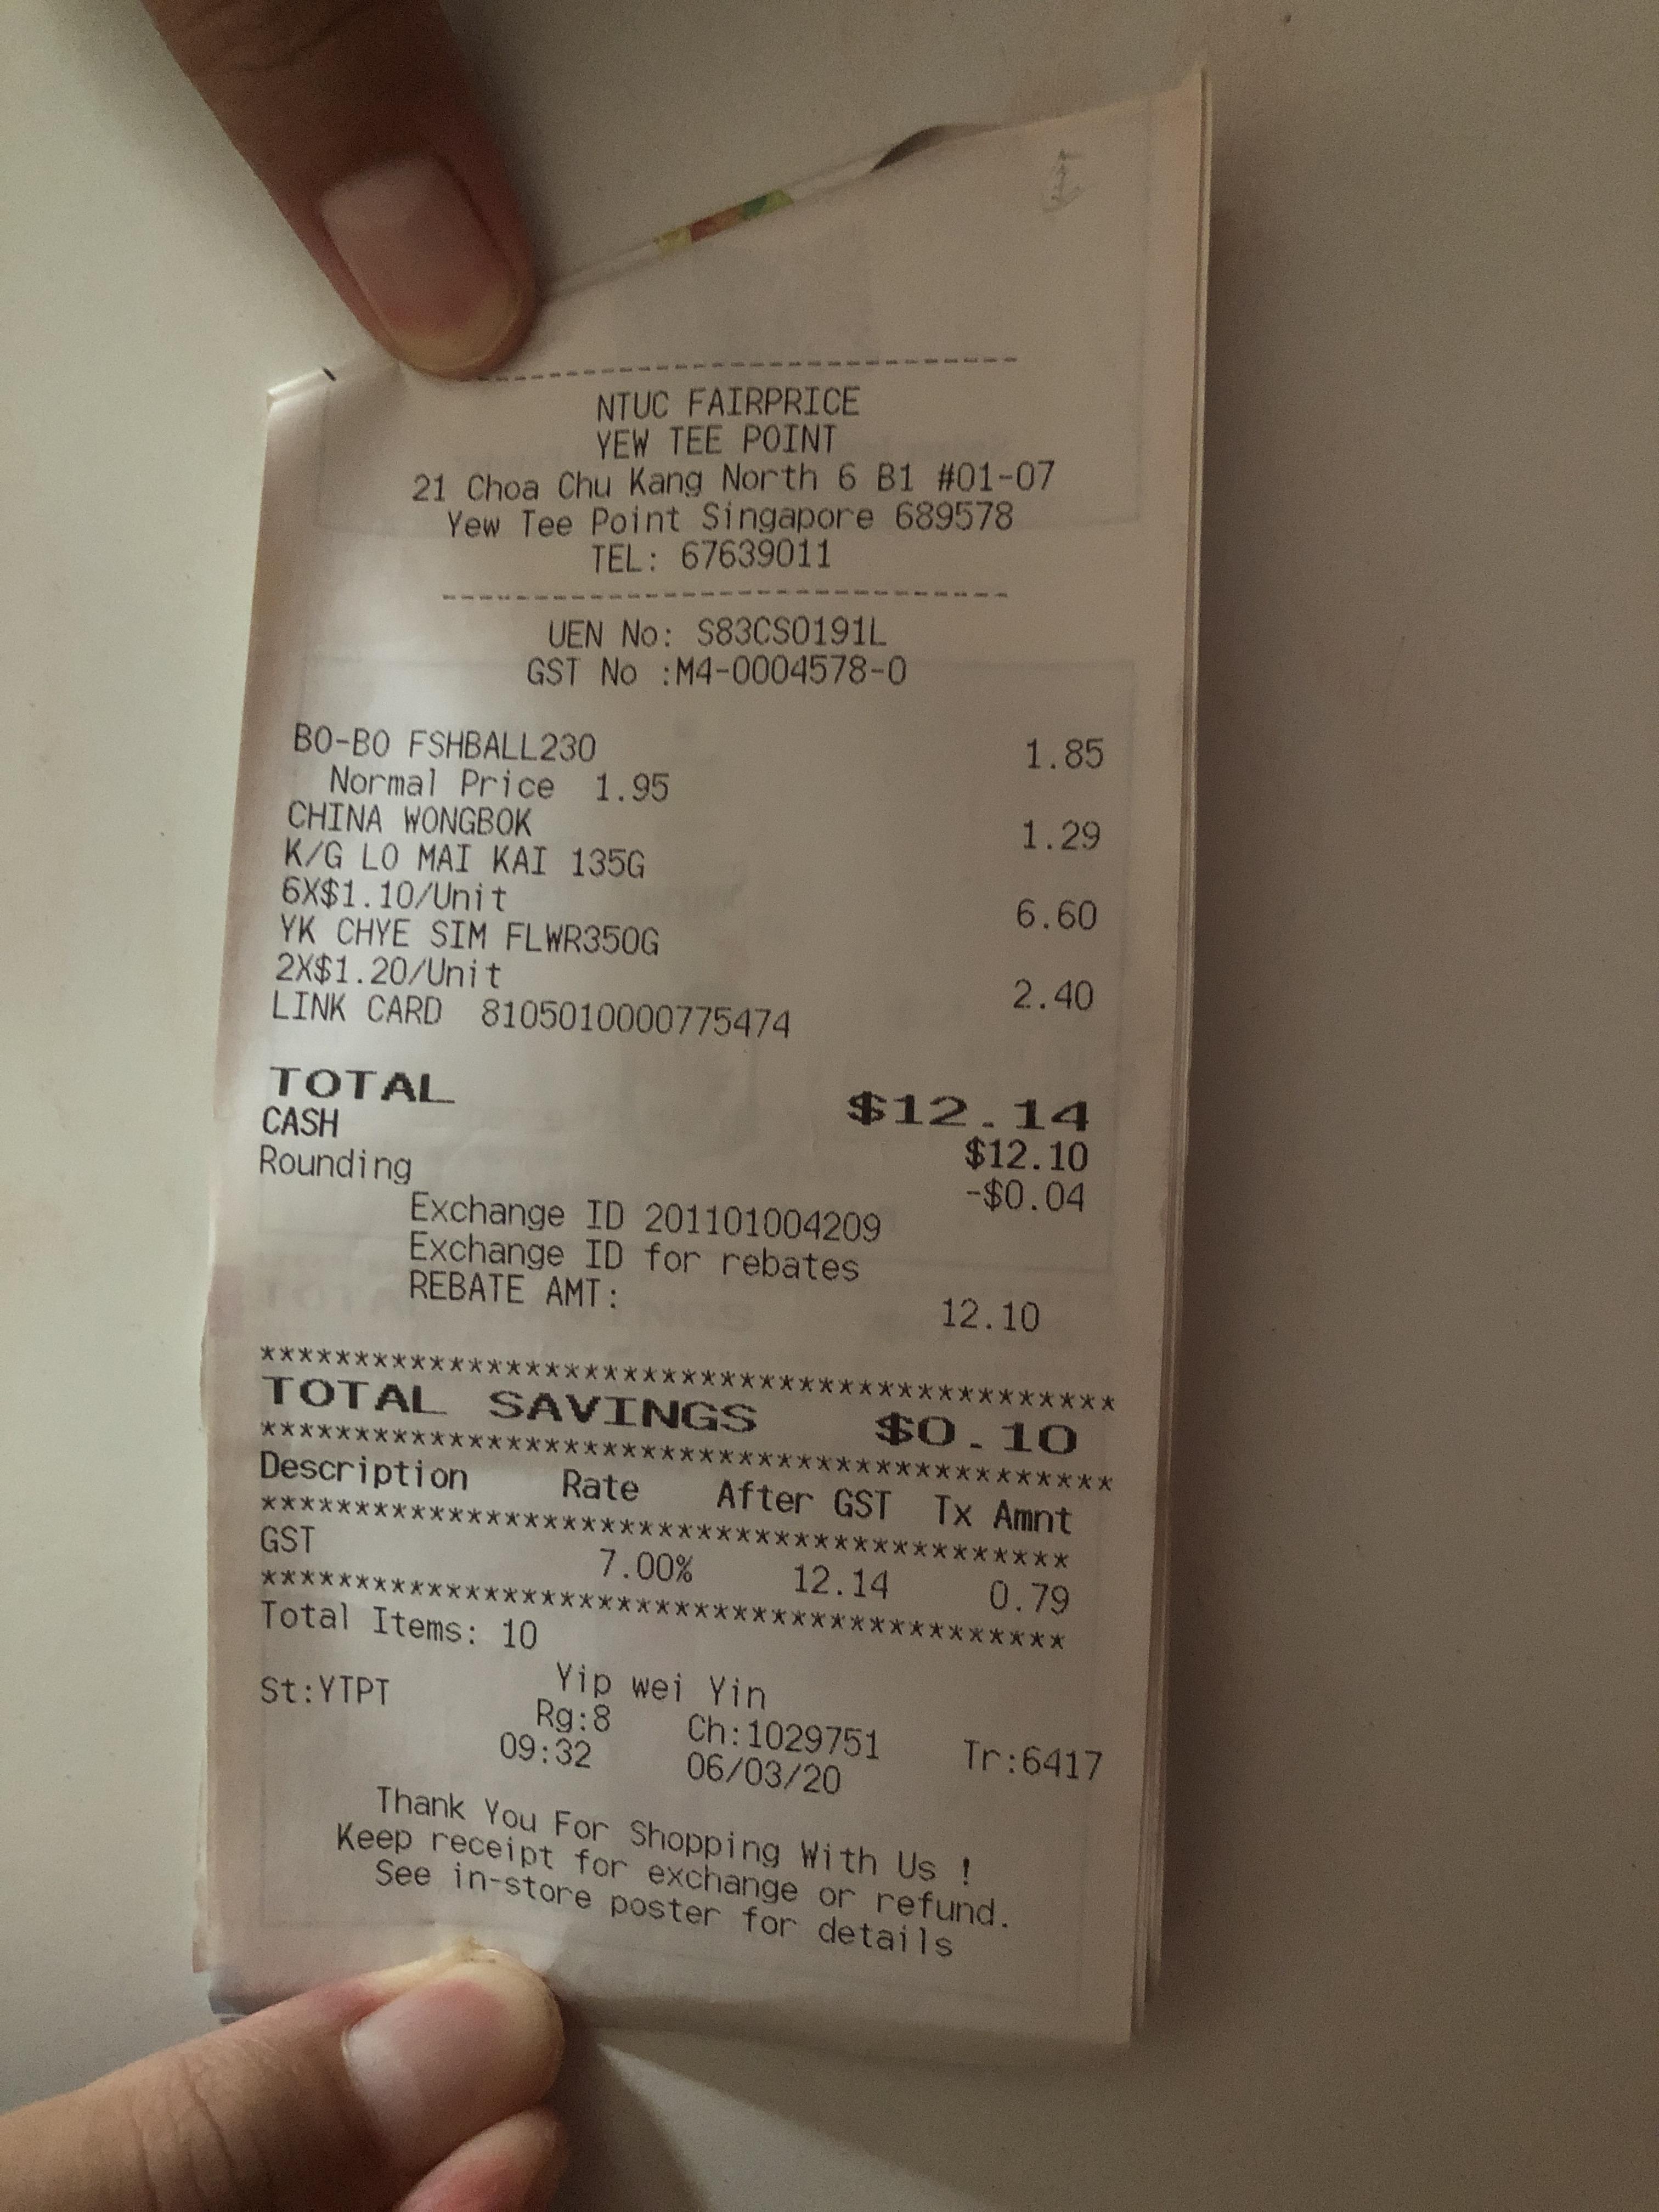 NTUC FAIRPRICE
YEW TEE POINT
21 Choa Chu Kang North 6 B1 #01-07
Yew Tee Point Singapore 689578
TEL: 67639011
UEN No: S83CS0191L
GST No :M4-0004578-0
BO-BO FSHBALL230 1.85
Normal Price 1.95
CHINA WONGBOK 1.29
K/G LO MAI KAI 135G
6X$1.10/Unit 6.60
YK CHYE SIM FLWR350G
2X$1.20/Unit 2.40
LINK CARD 8105010000775474
TOTAL $12.14
CASH $12.10
Rounding -$0.04
Exchange ID 201101004209
Exchange ID for rebates
REBATE AMT: 12.10
******************************************
TOTAL SAVINGS $0.10
******************************************
Description Rate After GST Tx Amnt
******************************************
GST 7.00% 12.14 0.79
******************************************
Total Items: 10
Yip wei Yin
St:YTPT Rg:8 Ch:1029751 Tr:6417
09:32 06/03/20
Thank You For Shopping With Us !
Keep receipt for exchange or refund.
See in-store poster for details